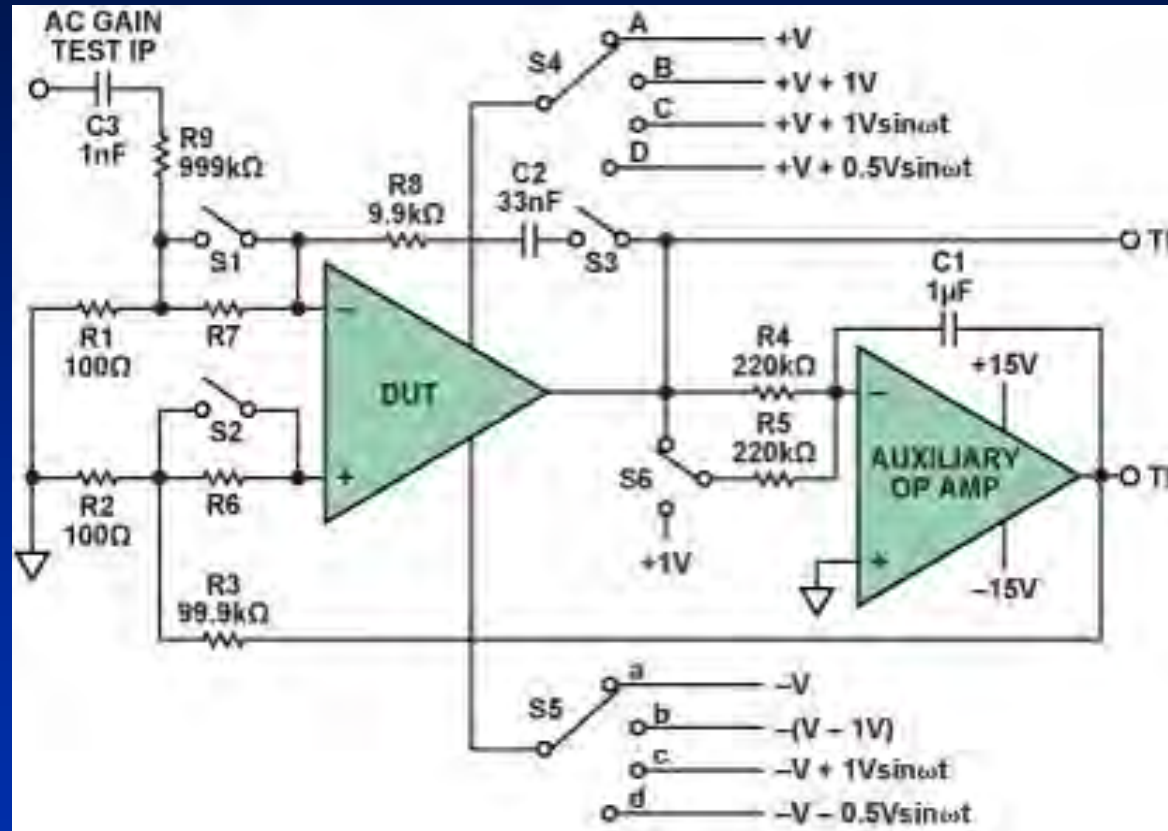 AC GAIN
TEST IP
C3
1nF
R9
999kΩ
S1
R1
100Ω
R7
R8
9.9kΩ
C2
33nF
S3
S4
A
+V
B
+V + 1V
C
+V + 1Vsinωt
D
+V + 0.5Vsinωt
DUT
−
+
S2
R2
100Ω
R6
R3
99.9kΩ
R4
220kΩ
R5
220kΩ
S6
+1V
C1
1µF
+15V
−
AUXILIARY
OP AMP
+
−15V
S5
a
−V
b
−(V − 1V)
c
−V + 1Vsinωt
d
−V − 0.5Vsinωt